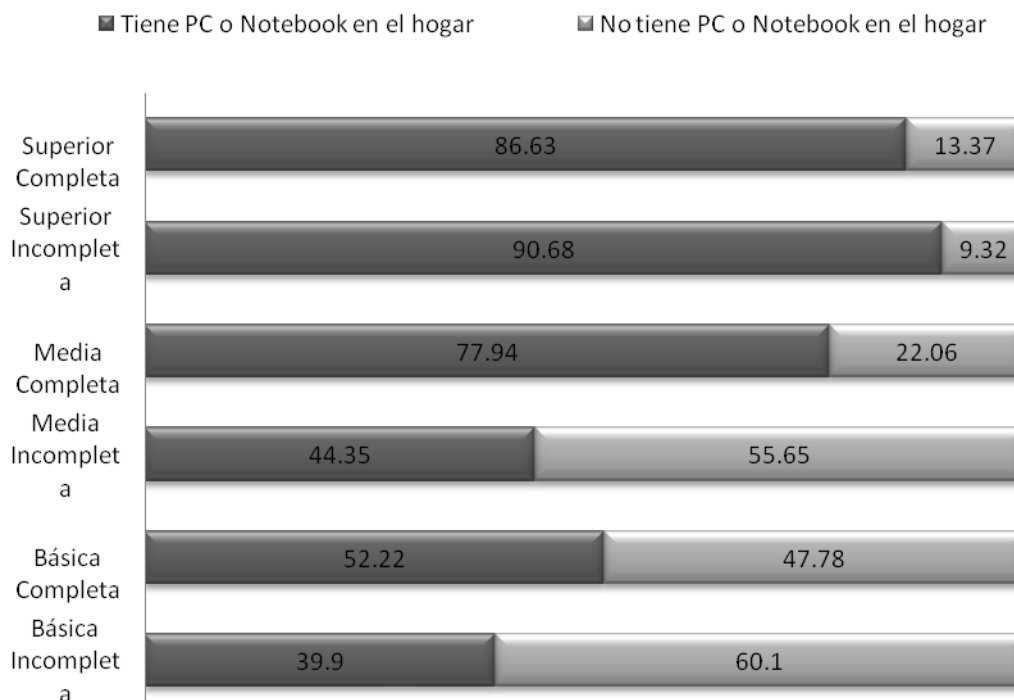 Tiene PC o Notebook en el hogar
No tiene PC o Notebook en el hogar
Superior
Completa
86.63
13.37
Superior
Incomplet
a
90.68
9.32
Media
Completa
77.94
22.06
Media
Incomplet
a
44.35
55.65
Básica
Completa
52.22
47.78
Básica
Incomplet
a
39.9
60.1